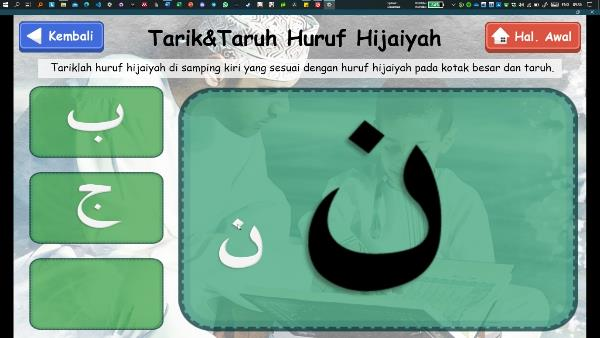 Kembali
Tarik&Taruh Huruf Hijaiyah
Hal. Awal
Tariklah huruf hijaiyah di samping kiri yang sesuai dengan huruf hijaiyah pada kotak besar dan taruh.
ب
ج
ن
ن